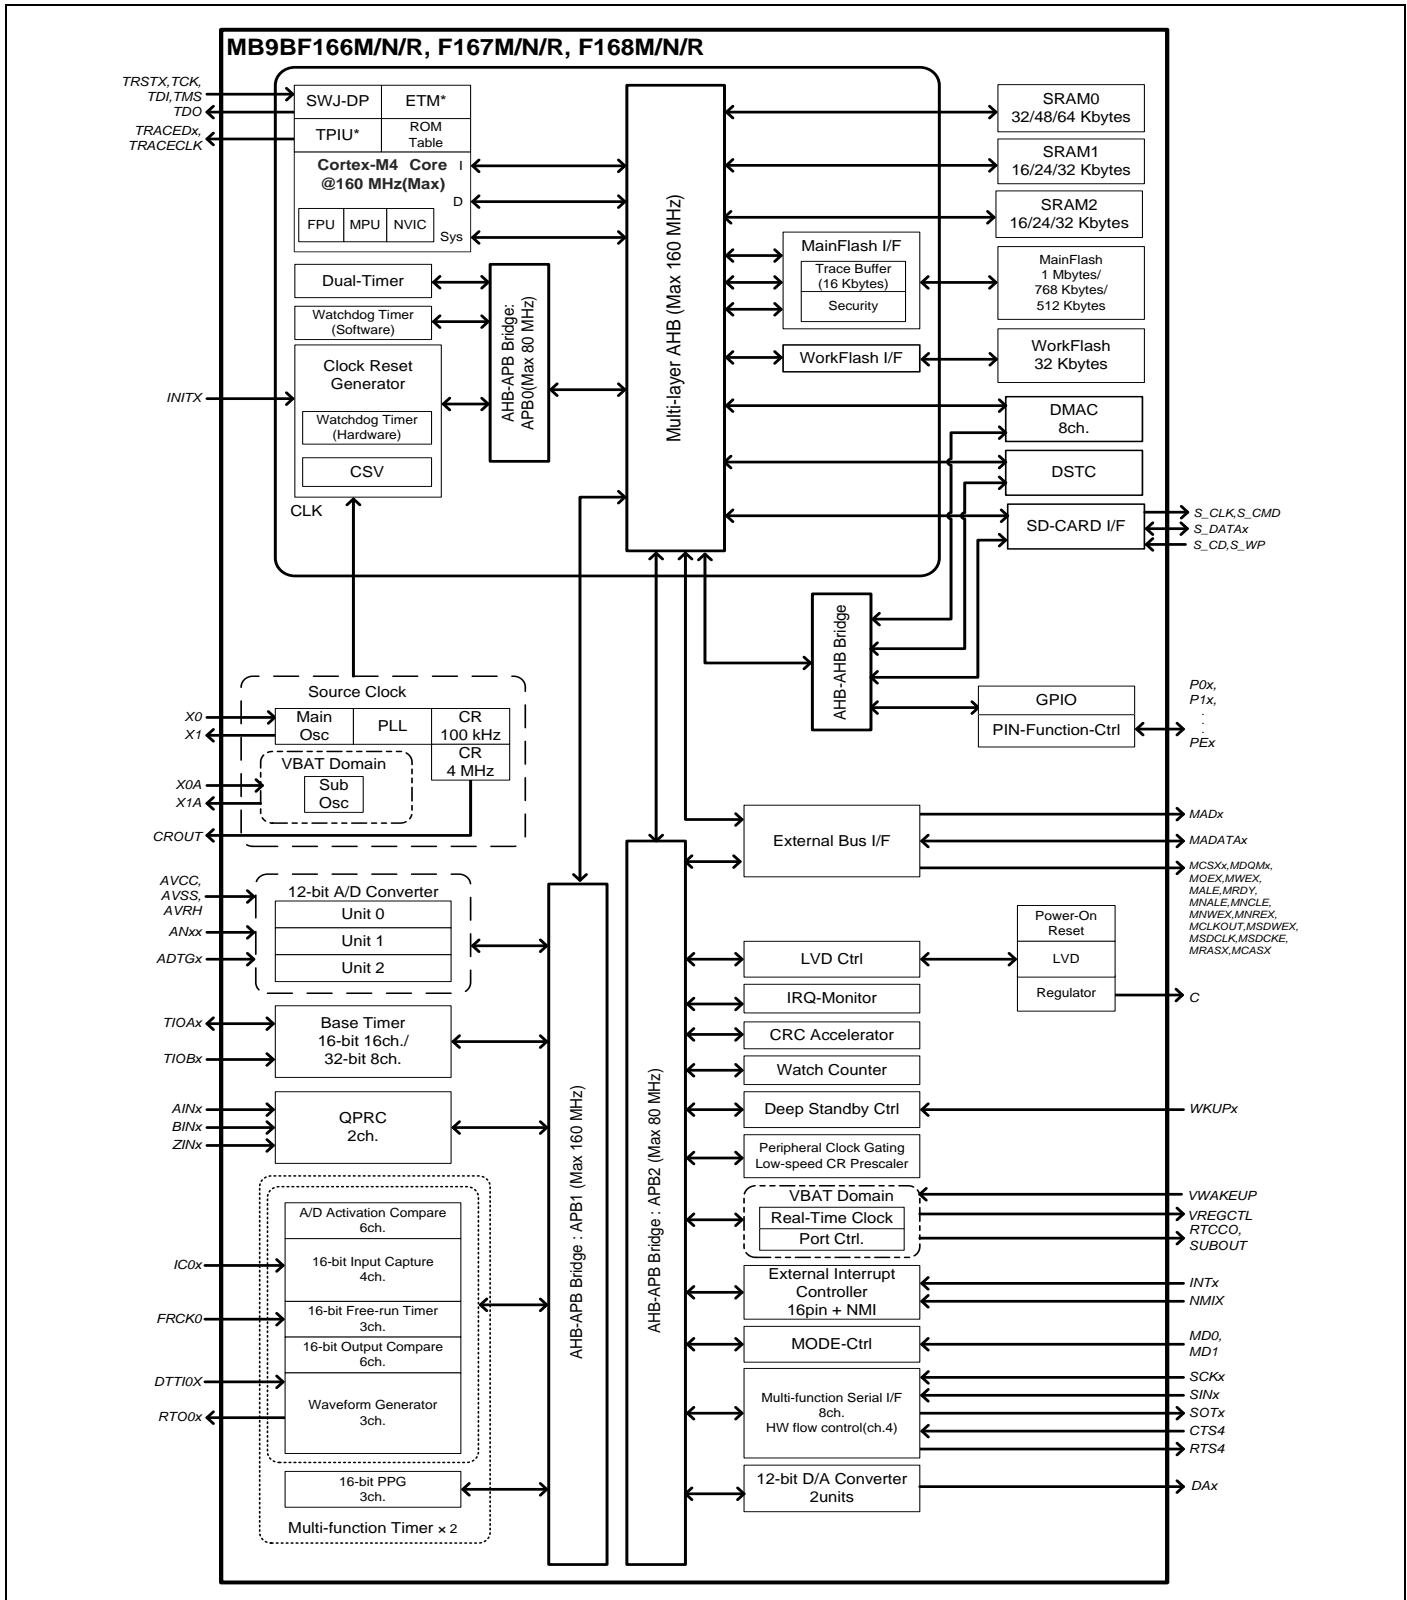 MB9BF166M/N/R, F167M/N/R, F168M/N/R
TRSTX,TCK,
TDI,TMS
TDO
TRACEDx,
TRACECLK
SWJ-DP
ETM*
TPIU*
ROM
Table
Cortex-M4 Core
@160 MHz(Max)
I
D
Sys
FPU
MPU
NVIC
Dual-Timer
Watchdog Timer
(Software)
Clock Reset
Generator
Watchdog Timer
(Hardware)
CSV
CLK
INITX
AHB-APB Bridge:
APB0(Max 80 MHz)
Multi-layer AHB (Max 160 MHz)
SRAM0
32/48/64 Kbytes
SRAM1
16/24/32 Kbytes
SRAM2
16/24/32 Kbytes
MainFlash I/F
Trace Buffer
(16 Kbytes)
Security
MainFlash
1 Mbytes/
768 Kbytes/
512 Kbytes
WorkFlash I/F
WorkFlash
32 Kbytes
DMAC
8ch.
DSTC
SD-CARD I/F
S_CLK,S_CMD
S_DATAx
S_CD,S_WP
AHB-AHB Bridge
GPIO
PIN-Function-Ctrl
P0x,
P1x,
.
.
PEx
Source Clock
X0
X1
Main
Osc
PLL
CR
100 kHz
CR
4 MHz
VBAT Domain
Sub
Osc
X0A
X1A
CROUT
External Bus I/F
MADx
MADATAx
MCSXx,MDQMx,
MOEX,MWEX,
MALE,MRDY,
MNALE,MNCLE,
MNWEX,MNREX,
MCLKOUT,MSDWEX,
MSDCLK,MSDCKE,
MRASX,MCASX
AVCC,
AVSS,
AVRH
ANxx
ADTGx
12-bit A/D Converter
Unit 0
Unit 1
Unit 2
TIOAx
TIOBx
Base Timer
16-bit 16ch./
32-bit 8ch.
AINx
BINx
ZINx
QPRC
2ch.
A/D Activation Compare
6ch.
IC0x
16-bit Input Capture
4ch.
FRCK0
16-bit Free-run Timer
3ch.
16-bit Output Compare
6ch.
DTTI0X
RTO0x
Waveform Generator
3ch.
16-bit PPG
3ch.
Multi-function Timer × 2
AHB-APB Bridge : APB1 (Max 160 MHz)
AHB-APB Bridge : APB2 (Max 80 MHz)
LVD Ctrl
Power-On
Reset
LVD
Regulator
C
IRQ-Monitor
CRC Accelerator
Watch Counter
Deep Standby Ctrl
WKUPx
Peripheral Clock Gating
Low-speed CR Prescaler
VBAT Domain
Real-Time Clock
Port Ctrl.
VWAKEUP
VREGCTL
RTCCO,
SUBOUT
External Interrupt
Controller
16pin + NMI
INTx
NMIX
MODE-Ctrl
MD0,
MD1
Multi-function Serial I/F
8ch.
HW flow control(ch.4)
SCKx
SINx
SOTx
CTS4
RTS4
12-bit D/A Converter
2units
DAx